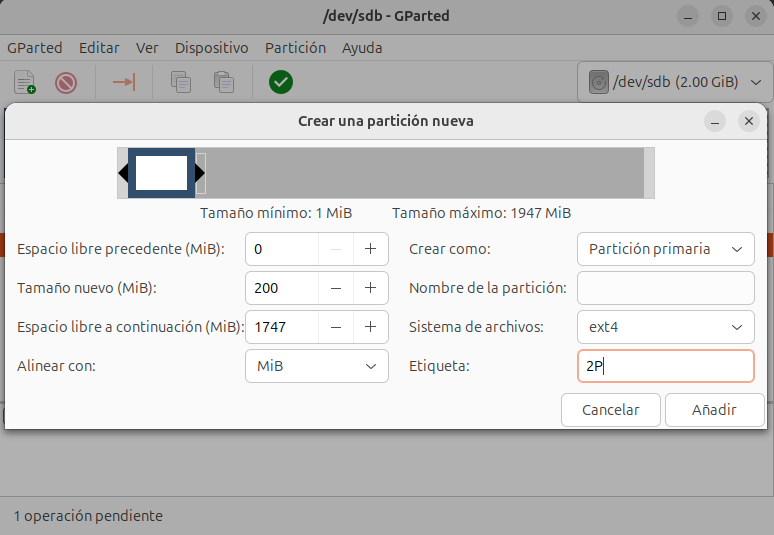 /dev/sdb - GParted
GParted Editar Ver Dispositivo Partición Ayuda
/dev/sdb (2.00 GiB)
Crear una partición nueva
Tamaño mínimo: 1 MiB Tamaño máximo: 1947 MiB
Espacio libre precedente (MiB): 0 Crear como: Partición primaria
Tamaño nuevo (MiB): 200 Nombre de la partición:
Espacio libre a continuación (MiB): 1747 Sistema de archivos: ext4
Alinear con: MiB Etiqueta: 2P
Cancelar Añadir
1 operación pendiente